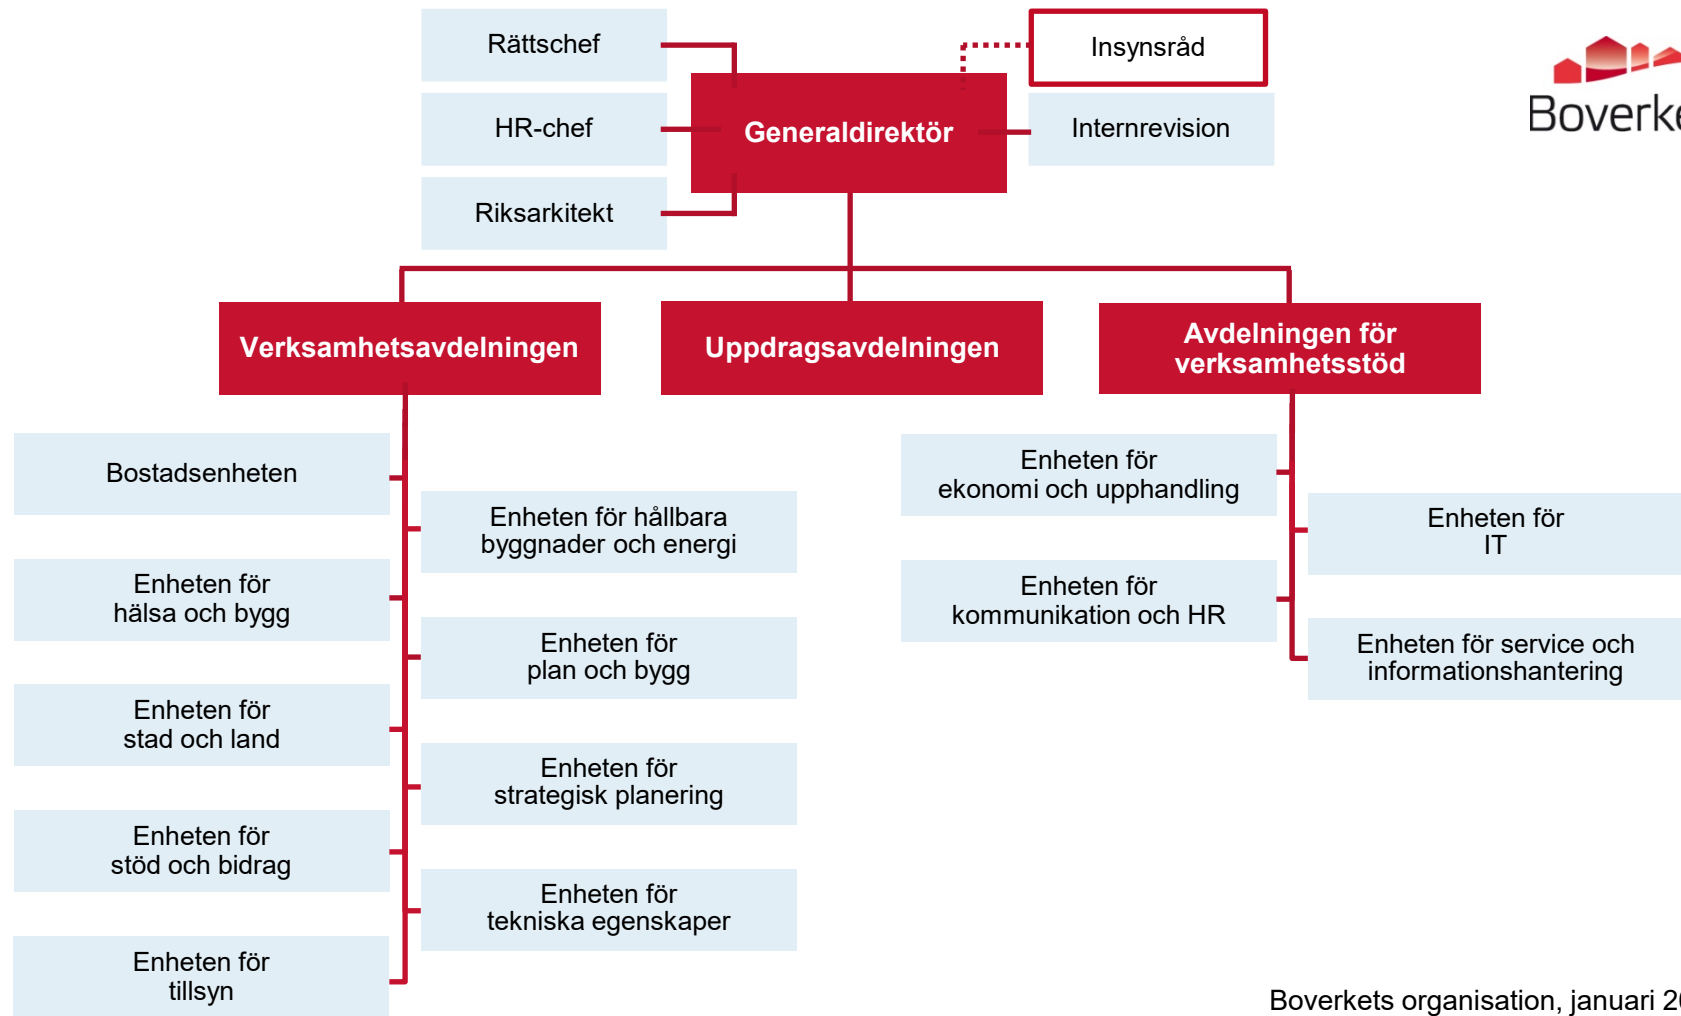 Rättschef
Insynsråd
HR-chef
Generaldirektör
Internrevision
Riksarkitekt
Verksamhetsavdelningen
Uppdragsavdelningen
Avdelningen för
verksamhetsstöd
Bostadsenheten
Enheten för hållbara
byggnader och energi
Enheten för
hälsa och bygg
Enheten för
plan och bygg
Enheten för
stad och land
Enheten för
strategisk planering
Enheten för
stöd och bidrag
Enheten för
tekniska egenskaper
Enheten för
tillsyn
Enheten för
ekonomi och upphandling
Enheten för
IT
Enheten för
kommunikation och HR
Enheten för service och
informationshantering
Boverkets organisation, januari